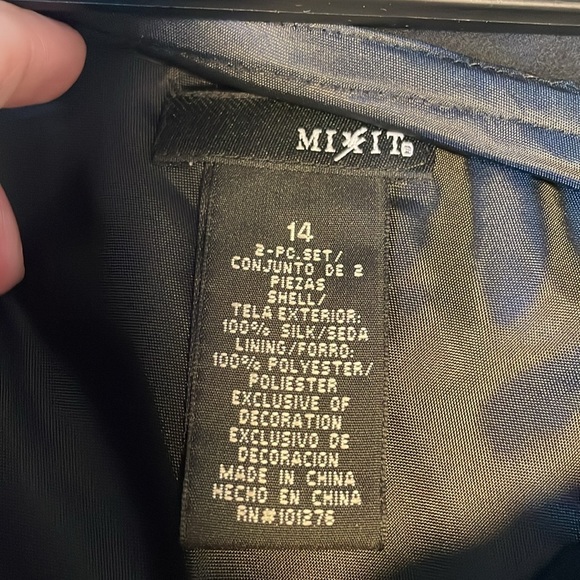 MIXIT®
14
2-PC.SET/
CONJUNTO DE 2
PIEZAS
SHELL/
TELA EXTERIOR:
100% SILK/SEDA
LINING/FORRO:
100% POLYESTER/
POLIESTER
EXCLUSIVE OF
DECORATION
EXCLUSIVO DE
DECORACION
MADE IN CHINA
HECHO EN CHINA
RN#101276